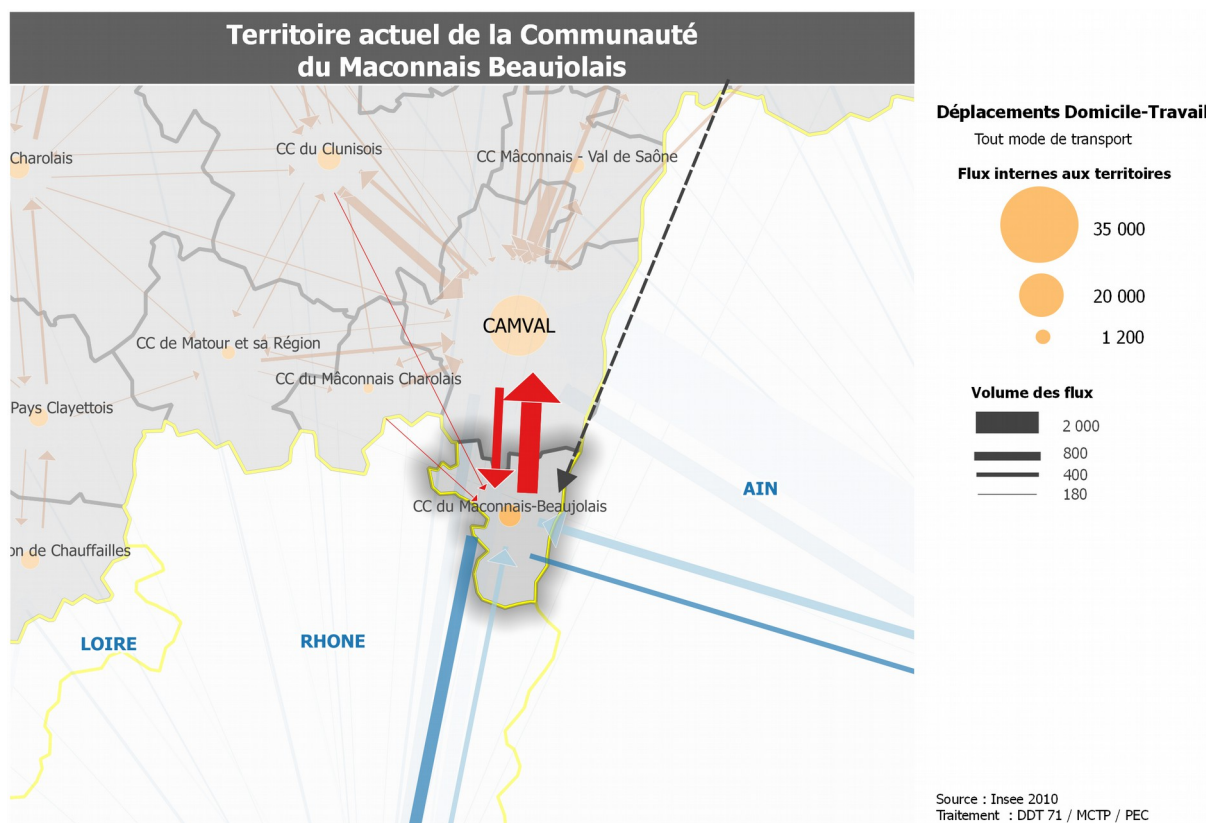 Territoire actuel de la Communauté
du Maconnais Beaujolais
Charolais
CC du Clunisois
CC Mâconnais - Val de Saône
CAMVAL
CC de Matour et sa Région
CC du Mâconnais Charolais
Pays Clayettois
CC du Mâconnais-Beaujolais
on de Chauffailles
AIN
LOIRE
RHONE
Déplacements Domicile-Travail
Tout mode de transport
Flux internes aux territoires
35 000
20 000
1 200
Volume des flux
2 000
800
400
180
Source : Insee 2010
Traitement : DDT 71 / MCTP / PEC